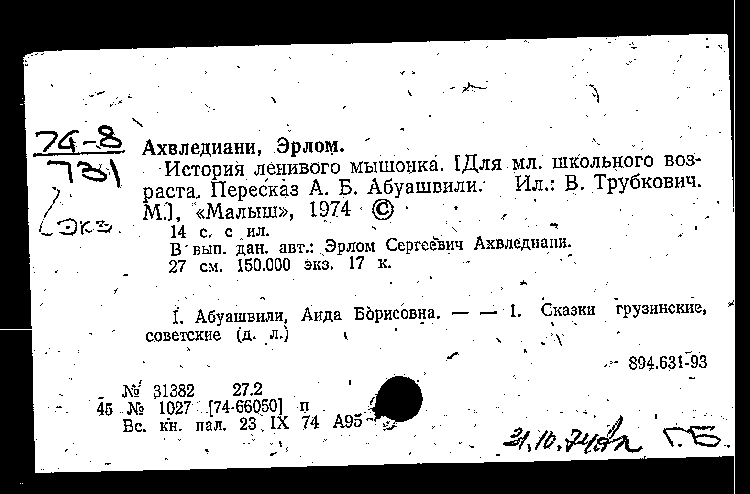 74-8
731
экз.
Ахвледиани, Эрлом.
История ленивого мышонка. [Для мл. школьного воз-
раста. Пересказ А. Б. Абуашвили. Ил.: В. Трубкович.
М.], «Малыш», 1974 ©
14 с. с ил.
В вып. дан. авт.: Эрлом Сергеевич Ахвледиани.
27 см. 150.000 экз. 17 к.
I. Абуашвили, Аида Борисовна. — — 1. Сказки грузинские,
советские (д. л.)
894.631-93
№ 31382 27.2
45 № 1027 [74-66050] п
Вс. кн. пал. 23 IX 74 А95
31.10.74 Г.Б.